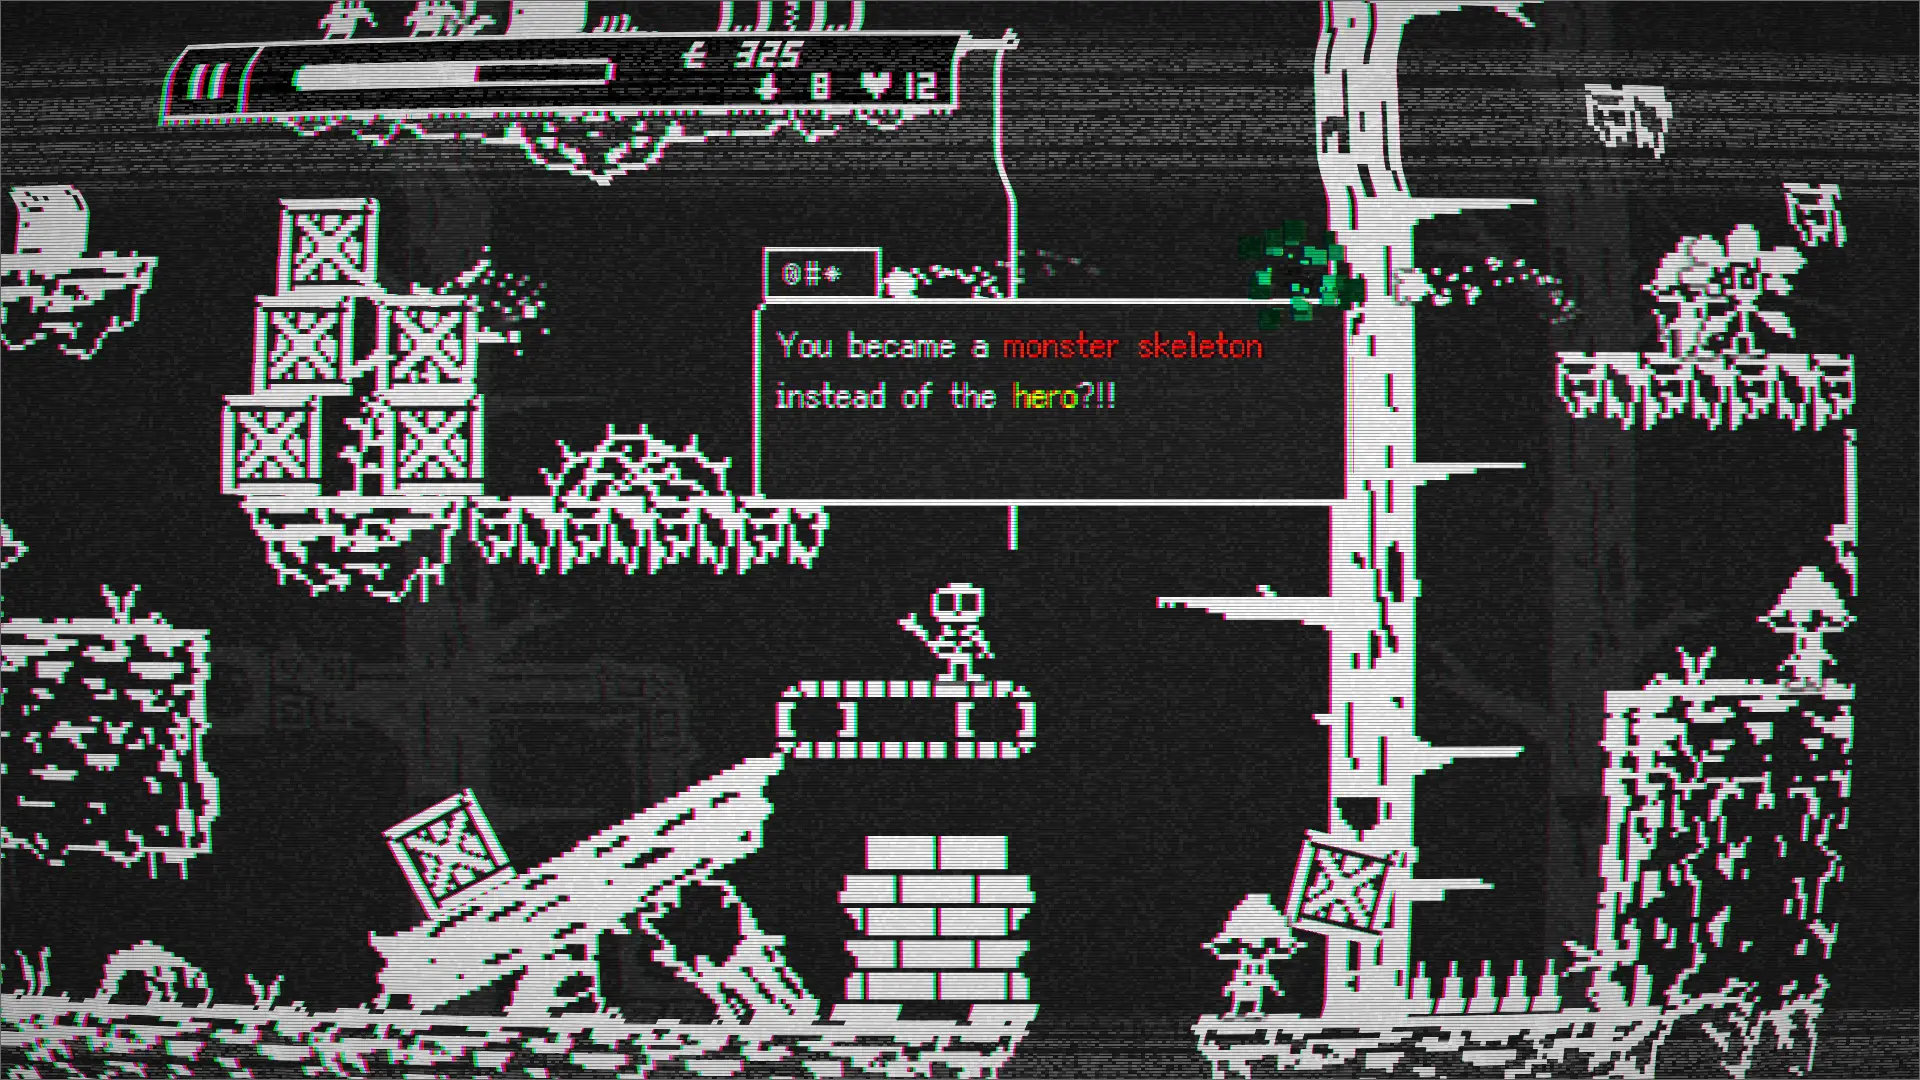 ŧ 325
8 ♥ 12
@#*
You became a monster skeleton
instead of the hero?!!